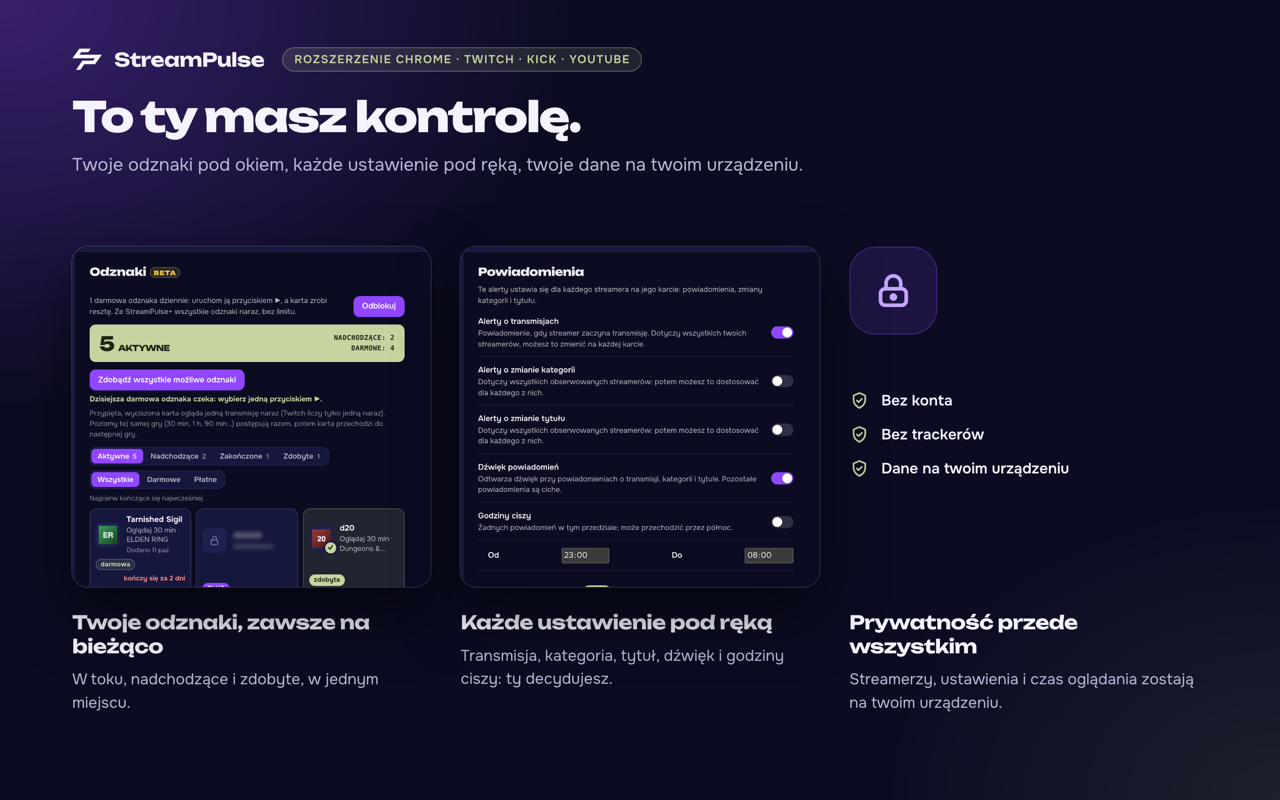 StreamPulse
ROZSZERZENIE CHROME · TWITCH · KICK · YOUTUBE
To ty masz kontrolę.
Twoje odznaki pod okiem, każde ustawienie pod ręką, twoje dane na twoim urządzeniu.
Odznaki BETA
1 darmowa odznaka dziennie: uruchom ją przyciskiem ▶, a karta zrobi
resztę. Ze StreamPulse+ wszystkie odznaki naraz, bez limitu.
Odblokuj
5 AKTYWNE
NADCHODZĄCE: 2
DARMOWE: 4
Zdobądź wszystkie możliwe odznaki
Dzisiejsza darmowa odznaka czeka: wybierz jedną przyciskiem ▶.
Przypięta, wyciszona karta ogląda jedną transmisję naraz (Twitch liczy tylko jedną naraz).
Poziomy tej samej gry (30 min, 1 h, 90 min…) postępują razem, potem karta przechodzi do
następnej gry.
Aktywne 5 Nadchodzące 2 Zakończone 1 Zdobyte 1
Wszystkie Darmowe Płatne
Najpierw kończące się najwcześniej
ER
Tarnished Sigil
Oglądaj 30 min ·
ELDEN RING
Dodano 11 paź
darmowa
kończy się za 2 dni
20
d20
Oglądaj 30 min ·
Dungeons &...
zdobyta
Powiadomienia
Te alerty ustawia się dla każdego streamera na jego karcie: powiadomienia, zmiany
kategorii i tytułu.
Alerty o transmisjach
Powiadomienie, gdy streamer zaczyna transmisję. Dotyczy wszystkich twoich
streamerów, możesz to zmienić na każdej karcie.
Alerty o zmianie kategorii
Dotyczy wszystkich obserwowanych streamerów: potem możesz to dostosować
dla każdego z nich.
Alerty o zmianie tytułu
Dotyczy wszystkich obserwowanych streamerów: potem możesz to dostosować
dla każdego z nich.
Dźwięk powiadomień
Odtwarza dźwięk przy powiadomieniach o transmisji, kategorii i tytule. Pozostałe
powiadomienia są ciche.
Godziny ciszy
Żadnych powiadomień w tym przedziale; może przechodzić przez północ.
Od 23:00 Do 08:00
Bez konta
Bez trackerów
Dane na twoim urządzeniu
Twoje odznaki, zawsze na
bieżąco
W toku, nadchodzące i zdobyte, w jednym
miejscu.
Każde ustawienie pod ręką
Transmisja, kategoria, tytuł, dźwięk i godziny
ciszy: ty decydujesz.
Prywatność przede
wszystkim
Streamerzy, ustawienia i czas oglądania zostają
na twoim urządzeniu.